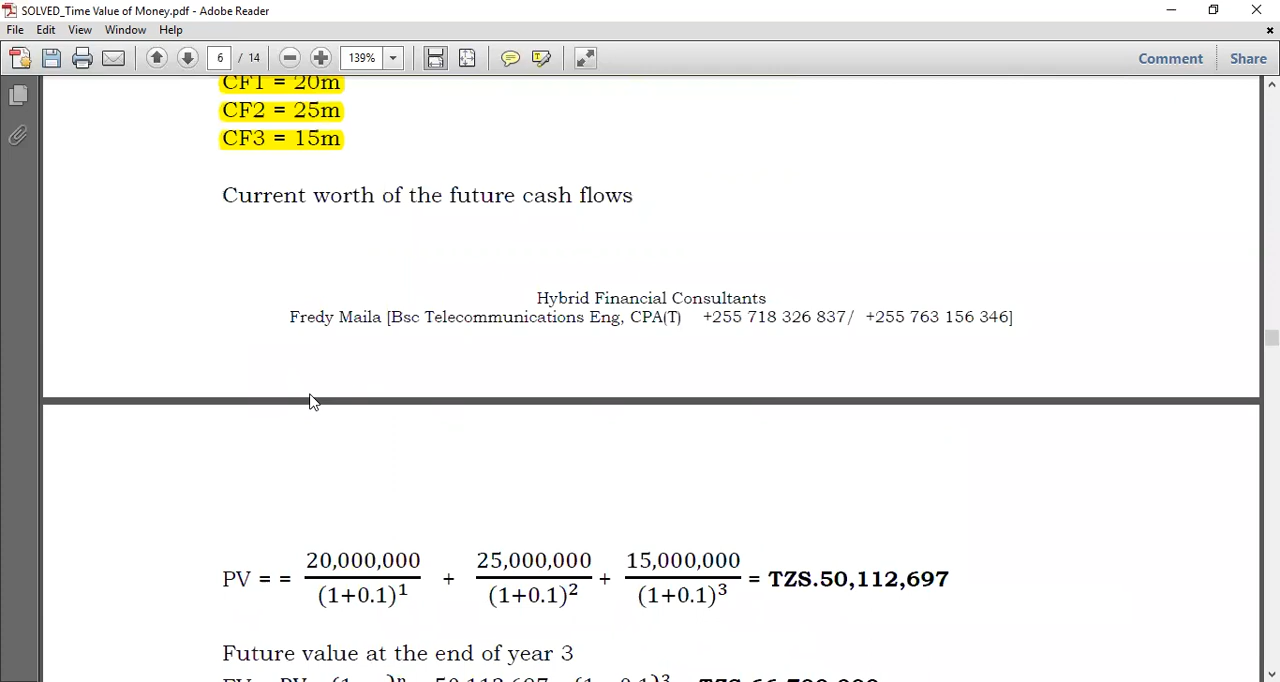 SOLVED_Time Value of Money.pdf - Adobe Reader
File Edit View Window Help
6 / 14 139% Comment Share
CF1 = 20m
CF2 = 25m
CF3 = 15m
Current worth of the future cash flows
Hybrid Financial Consultants
Fredy Maila [Bsc Telecommunications Eng, CPA(T) +255 718 326 837/ +255 763 156 346]
20,000,000 25,000,000 15,000,000
PV = = + + = TZS.50,112,697
(1+0.1)¹ (1+0.1)² (1+0.1)³
Future value at the end of year 3